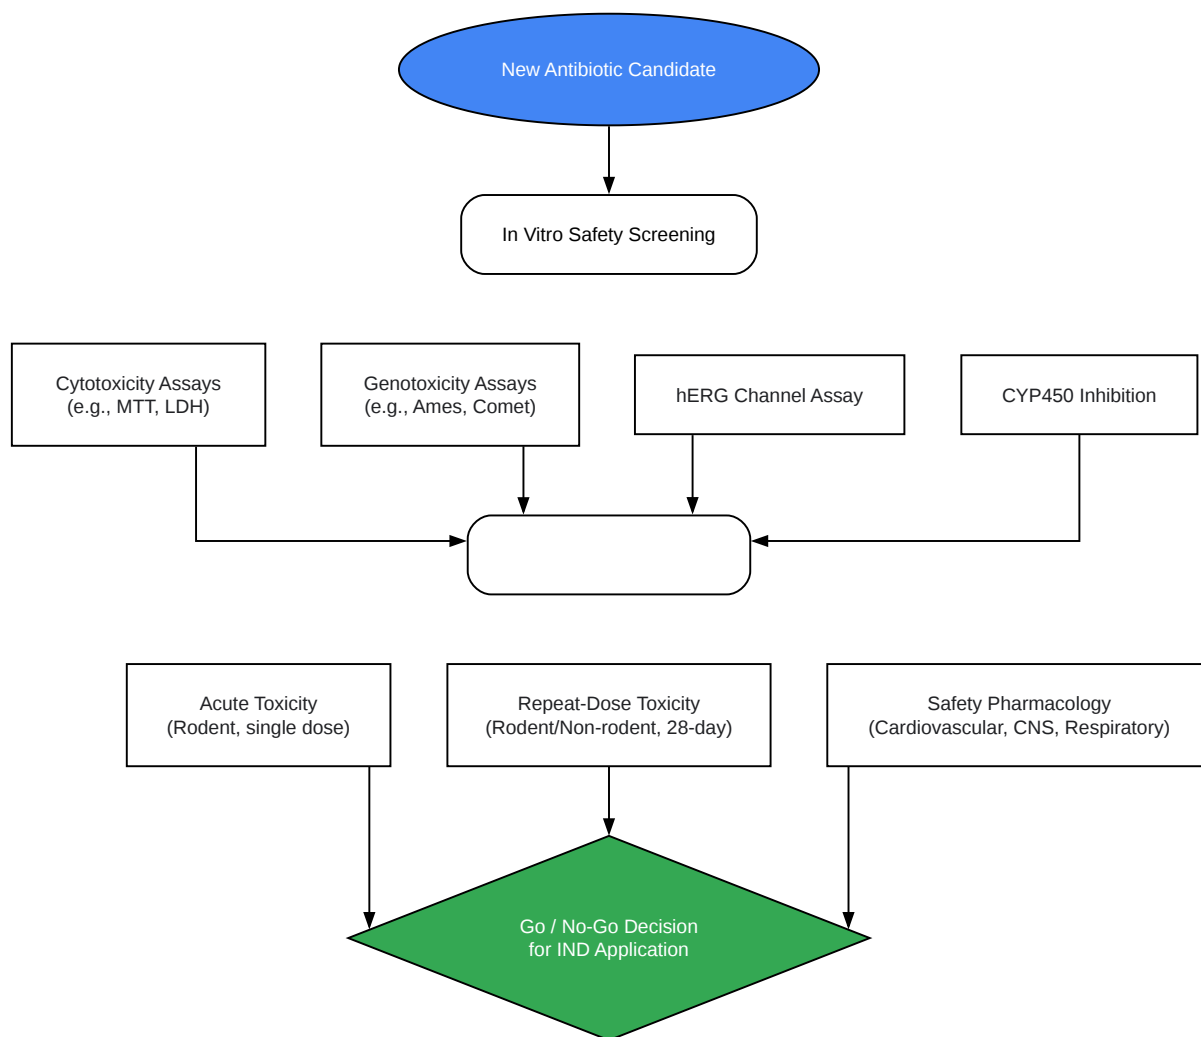 New Antibiotic Candidate
In Vitro Safety Screening
Cytotoxicity Assays
(e.g., MTT, LDH)
Genotoxicity Assays
(e.g., Ames, Comet)
hERG Channel Assay
CYP450 Inhibition
Acute Toxicity
(Rodent, single dose)
Repeat-Dose Toxicity
(Rodent/Non-rodent, 28-day)
Safety Pharmacology
(Cardiovascular, CNS, Respiratory)
Go / No-Go Decision
for IND Application